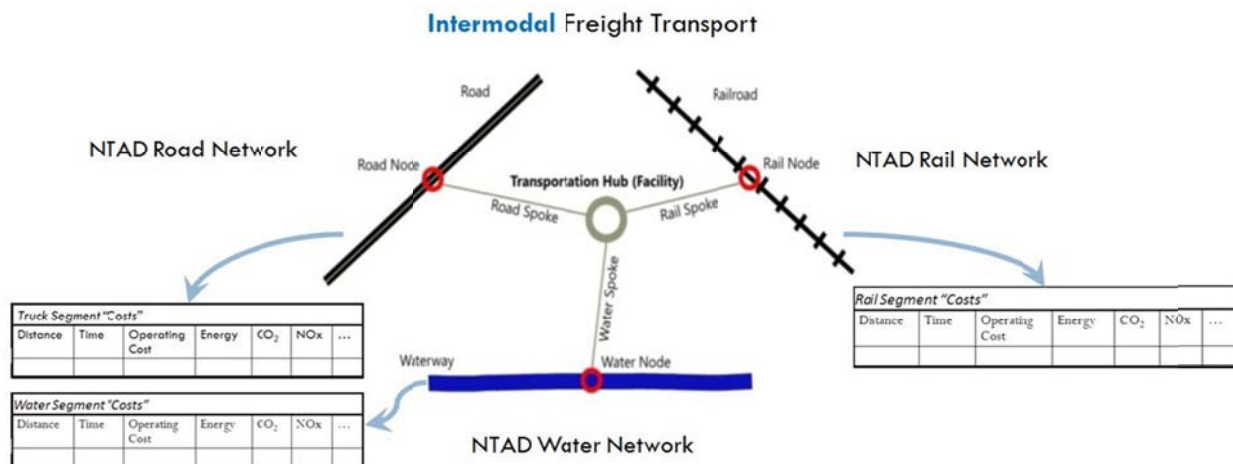 Intermodal Freight Transport
Road
Railroad
NTAD Road Network
Road Node
Rail Node
NTAD Rail Network
Transportation Hub (Facility)
Road Spoke
Rail Spoke
Water Spoke
Truck Segment "Costs"
Distance Time Operating Cost Energy CO₂ NOx ...
Rail Segment "Costs"
Distance Time Operating Cost Energy CO₂ NOx ...
Waterway
Water Node
Water Segment "Costs"
Distance Time Operating Cost Energy CO₂ NOx ...
NTAD Water Network